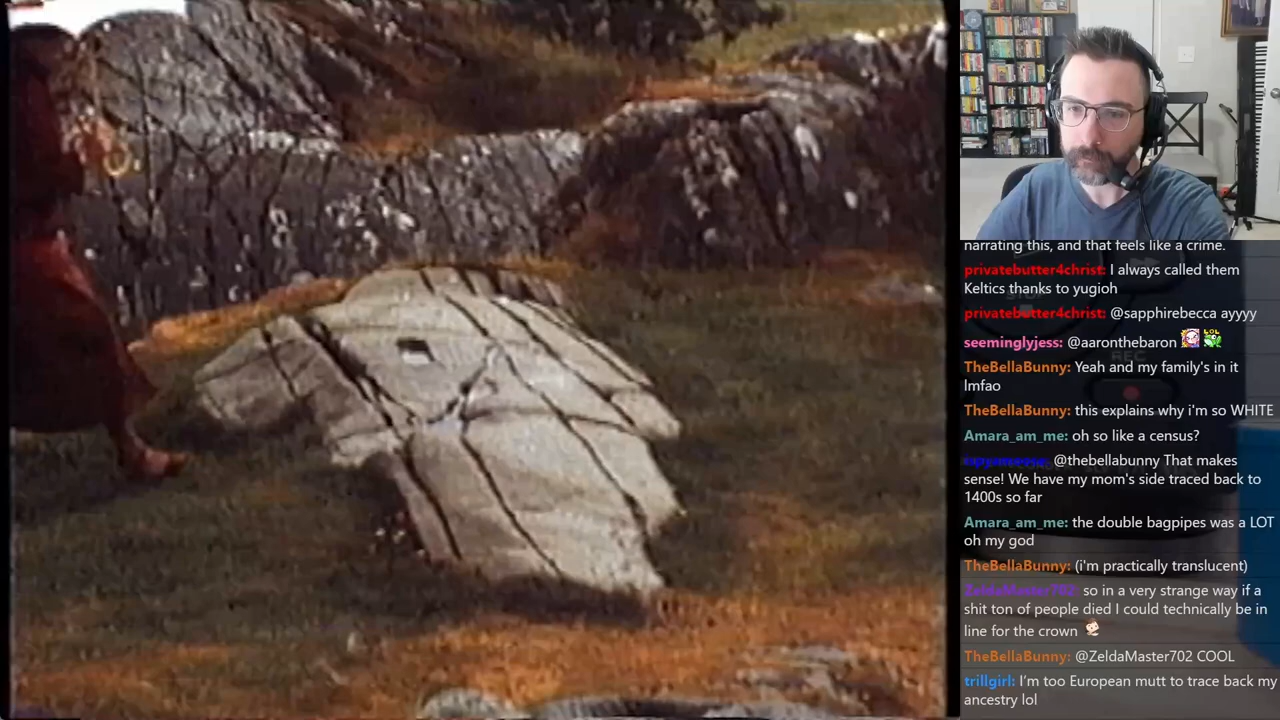 narrating this, and that feels like a crime.
privatebutter4christ: I always called them
Keltics thanks to yugioh
privatebutter4christ: @sapphirebecca ayyyy
seeminglyjess: @aaronthebaron
TheBellaBunny: Yeah and my family's in it
lmfao
TheBellaBunny: this explains why i'm so WHITE
Amara_am_me: oh so like a census?
@thebellabunny That makes
sense! We have my mom's side traced back to
1400s so far
Amara_am_me: the double bagpipes was a LOT
oh my god
TheBellaBunny: (i'm practically translucent)
ZeldaMaster702: so in a very strange way if a
shit ton of people died I could technically be in
line for the crown
TheBellaBunny: @ZeldaMaster702 COOL
trillgirl: I'm too European mutt to trace back my
ancestry lol
REC